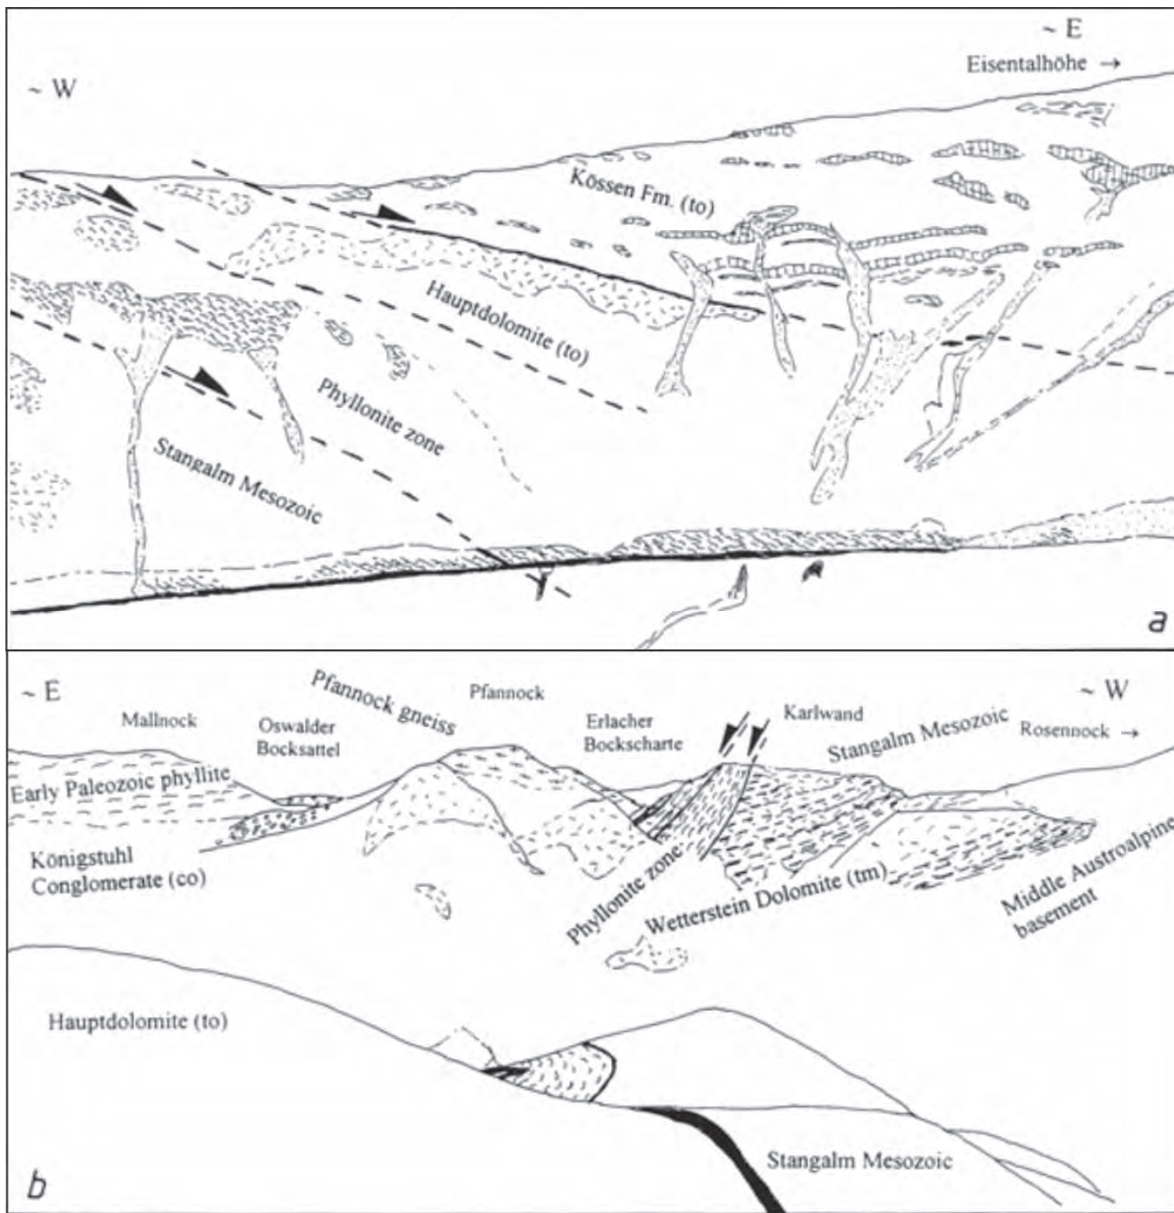 ~ E
Eisentalhöhe →
~ W
Kössen Fm. (to)
Hauptdolomite (to)
Phyllonite zone
Stangalm Mesozoic
a
~ E
Mallnock
Oswalder
Bocksattel
Pfannock gneiss
Pfannock
Erlacher
Bockscharte
Karlwand
~ W
Stangalm Mesozoic
Rosennock →
Early Paleozoic phyllite
Königstuhl
Conglomerate (co)
Phyllonite zone
Wetterstein Dolomite (tm)
Middle Austroalpine
basement
Hauptdolomite (to)
Stangalm Mesozoic
b